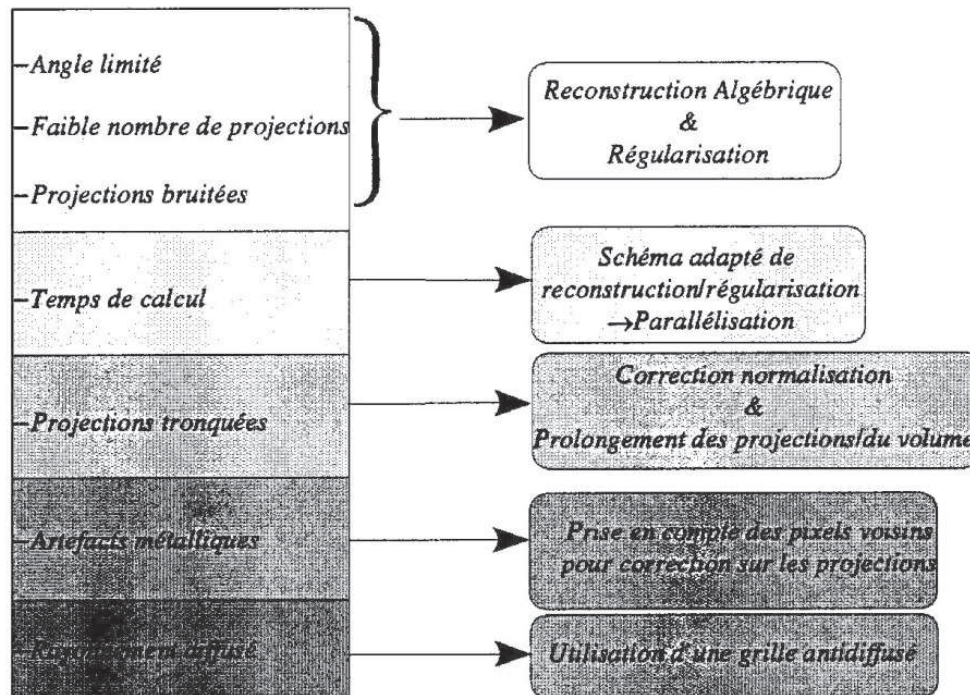 –Angle limité
–Faible nombre de projections
–Projections bruitées
Reconstruction Algébrique
&
Régularisation
–Temps de calcul
Schéma adapté de
reconstruction/régularisation
→Parallélisation
–Projections tronquées
Correction normalisation
&
Prolongement des projections/du volume
–Artefacts métalliques
Prise en compte des pixels voisins
pour correction sur les projections
–Rayonnement diffusé
Utilisation d'une grille antidiffusé